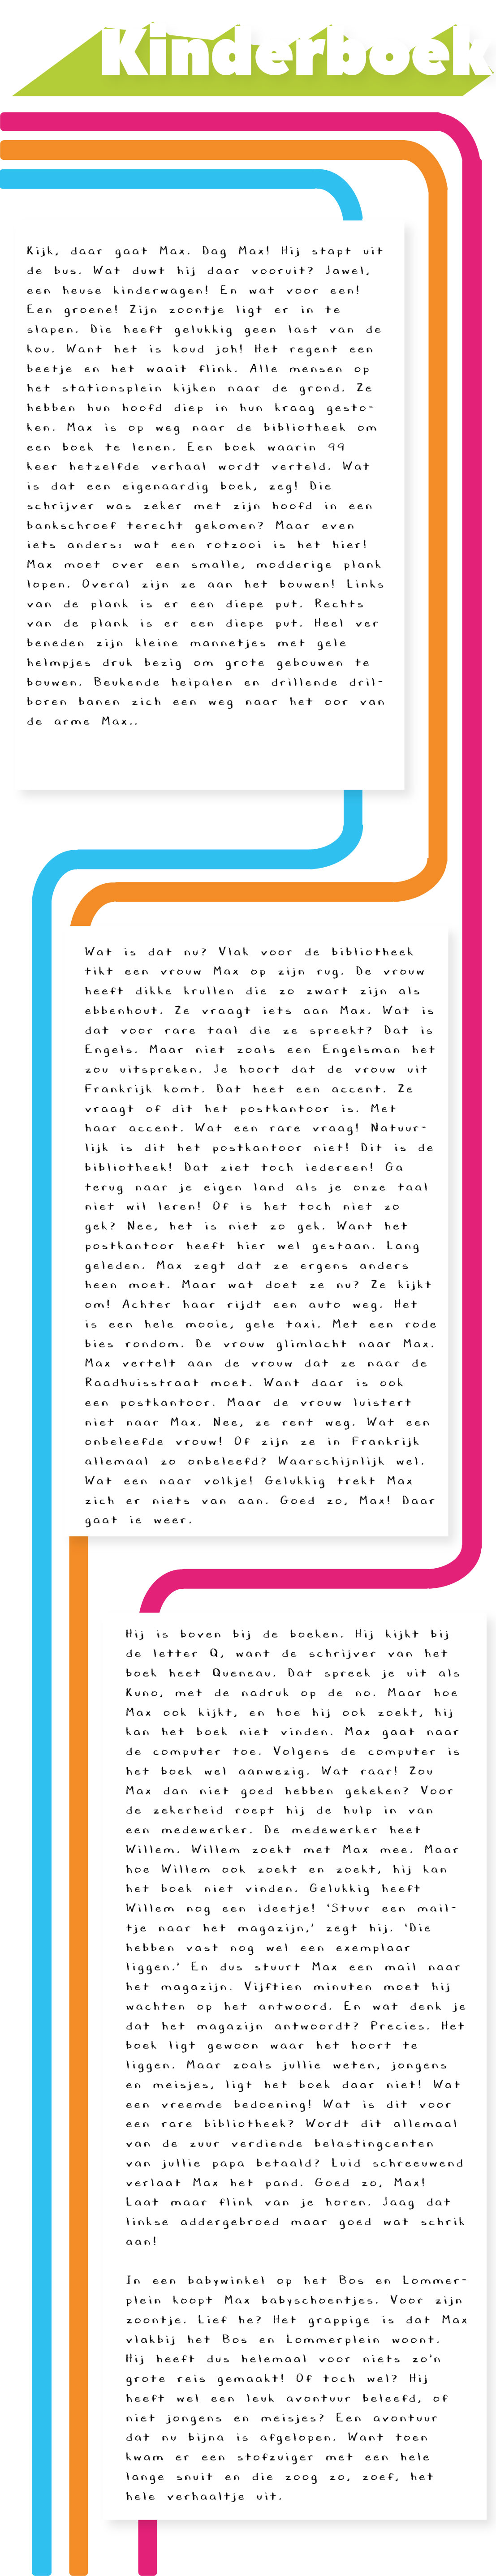 Kinderboek
Kijk, daar gaat Max. Dag Max! Hij stapt uit
de bus. Wat duwt hij daar vooruit? Jawel,
een heuse kinderwagen! En wat voor een!
Een groene! Zijn zoontje ligt er in te
slapen. Die heeft gelukkig geen last van de
kou. Want het is koud joh! Het regent een
beetje en het waait flink. Alle mensen op
het stationsplein kijken naar de grond. Ze
hebben hun hoofd diep in hun kraag gesto-
ken. Max is op weg naar de bibliotheek om
een boek te lenen. Een boek waarin 99
keer hetzelfde verhaal wordt verteld. Wat
is dat een eigenaardig boek, zeg! Die
schrijver was zeker met zijn hoofd in een
bankschroef terecht gekomen? Maar even
iets anders: wat een rotzooi is het hier!
Max moet over een smalle, modderige plank
lopen. Overal zijn ze aan het bouwen! Links
van de plank is er een diepe put. Rechts
van de plank is er een diepe put. Heel ver
beneden zijn kleine mannetjes met gele
helmpjes druk bezig om grote gebouwen te
bouwen. Beukende heipalen en drillende dril-
boren banen zich een weg naar het oor van
de arme Max..
Wat is dat nu? Vlak voor de bibliotheek
tikt een vrouw Max op zijn rug. De vrouw
heeft dikke krullen die zo zwart zijn als
ebbenhout. Ze vraagt iets aan Max. Wat is
dat voor rare taal die ze spreekt? Dat is
Engels. Maar niet zoals een Engelsman het
zou uitspreken. Je hoort dat de vrouw uit
Frankrijk komt. Dat heet een accent. Ze
vraagt of dit het postkantoor is. Met
haar accent. Wat een rare vraag! Natuur-
lijk is dit het postkantoor niet! Dit is de
bibliotheek! Dat ziet toch iedereen! Ga
terug naar je eigen land als je onze taal
niet wil leren! Of is het toch niet zo
gek? Nee, het is niet zo gek. Want het
postkantoor heeft hier wel gestaan. Lang
geleden. Max zegt dat ze ergens anders
heen moet. Maar wat doet ze nu? Ze kijkt
om! Achter haar rijdt een auto weg. Het
is een hele mooie, gele taxi. Met een rode
bies rondom. De vrouw glimlacht naar Max.
Max vertelt aan de vrouw dat ze naar de
Raadhuisstraat moet. Want daar is ook
een postkantoor. Maar de vrouw luistert
niet naar Max. Nee, ze rent weg. Wat een
onbeleefde vrouw! Of zijn ze in Frankrijk
allemaal zo onbeleefd? Waarschijnlijk wel.
Wat een naar volkje! Gelukkig trekt Max
zich er niets van aan. Goed zo, Max! Daar
gaat ie weer.
Hij is boven bij de boeken. Hij kijkt bij
de letter Q, want de schrijver van het
boek heet Queneau. Dat spreek je uit als
Kuno, met de nadruk op de no. Maar hoe
Max ook kijkt, en hoe hij ook zoekt, hij
kan het boek niet vinden. Max gaat naar
de computer toe. Volgens de computer is
het boek wel aanwezig. Wat raar! Zou
Max dan niet goed hebben gekeken? Voor
de zekerheid roept hij de hulp in van
een medewerker. De medewerker heet
Willem. Willem zoekt met Max mee. Maar
hoe Willem ook zoekt en zoekt, hij kan
het boek niet vinden. Gelukkig heeft
Willem nog een ideetje! 'Stuur een mail-
tje naar het magazijn,' zegt hij. 'Die
hebben vast nog wel een exemplaar
liggen.' En dus stuurt Max een mail naar
het magazijn. Vijftien minuten moet hij
wachten op het antwoord. En wat denk je
dat het magazijn antwoordt? Precies. Het
boek ligt gewoon waar het hoort te
liggen. Maar zoals jullie weten, jongens
en meisjes, ligt het boek daar niet! Wat
een vreemde bedoening! Wat is dit voor
een rare bibliotheek? Wordt dit allemaal
van de zuur verdiende belastingcenten
van jullie papa betaald? Luid schreeuwend
verlaat Max het pand. Goed zo, Max!
Laat maar flink van je horen. Jaag dat
linkse addergebroed maar goed wat schrik
aan!
In een babywinkel op het Bos en Lommer-
plein koopt Max babyschoentjes. Voor zijn
zoontje. Lief he? Het grappige is dat Max
vlakbij het Bos en Lommerplein woont.
Hij heeft dus helemaal voor niets zo'n
grote reis gemaakt! Of toch wel? Hij
heeft wel een leuk avontuur beleefd, of
niet jongens en meisjes? Een avontuur
dat nu bijna is afgelopen. Want toen
kwam er een stofzuiger met een hele
lange snuit en die zoog zo, zoef, het
hele verhaaltje uit.